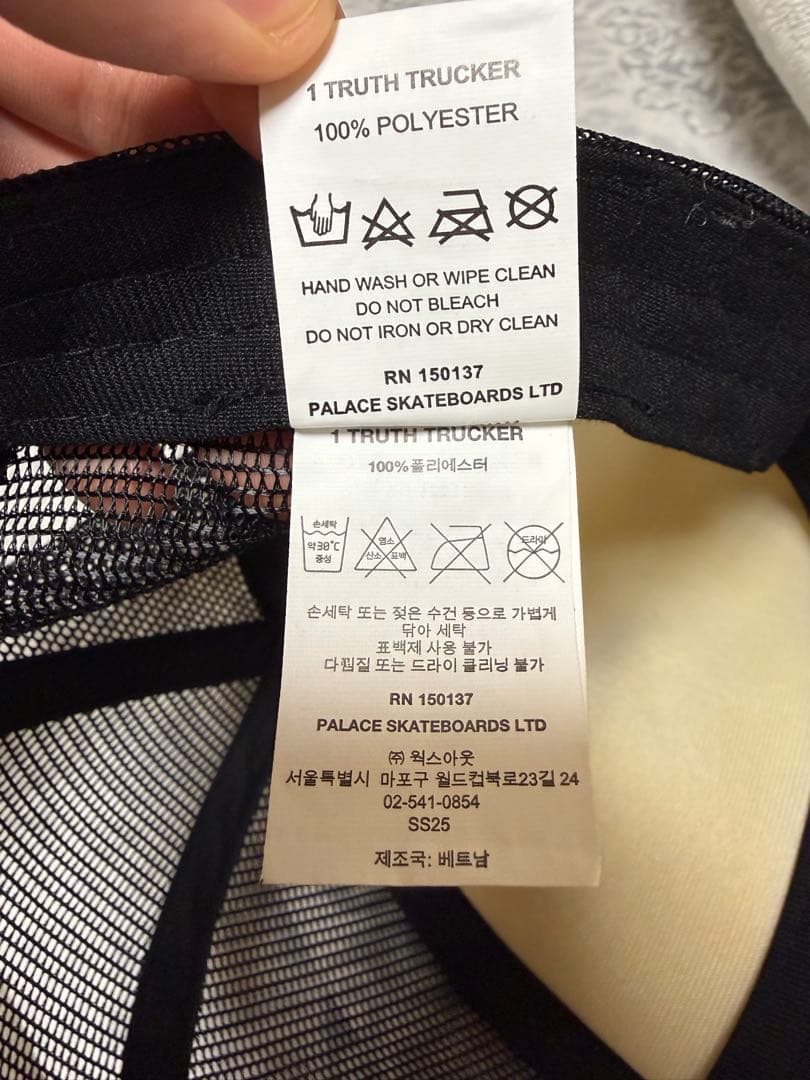 1 TRUTH TRUCKER
100% POLYESTER
HAND WASH OR WIPE CLEAN
DO NOT BLEACH
DO NOT IRON OR DRY CLEAN
RN 150137
PALACE SKATEBOARDS LTD
1 TRUTH TRUCKER
100%폴리에스터
손세탁
약30°C
중성
염소
산소 표백
드라이
손세탁 또는 젖은 수건 등으로 가볍게
닦아 세탁
표백제 사용 불가
다림질 또는 드라이 클리닝 불가
RN 150137
PALACE SKATEBOARDS LTD
㈜ 웍스아웃
서울특별시 마포구 월드컵북로23길 24
02-541-0854
SS25
제조국: 베트남